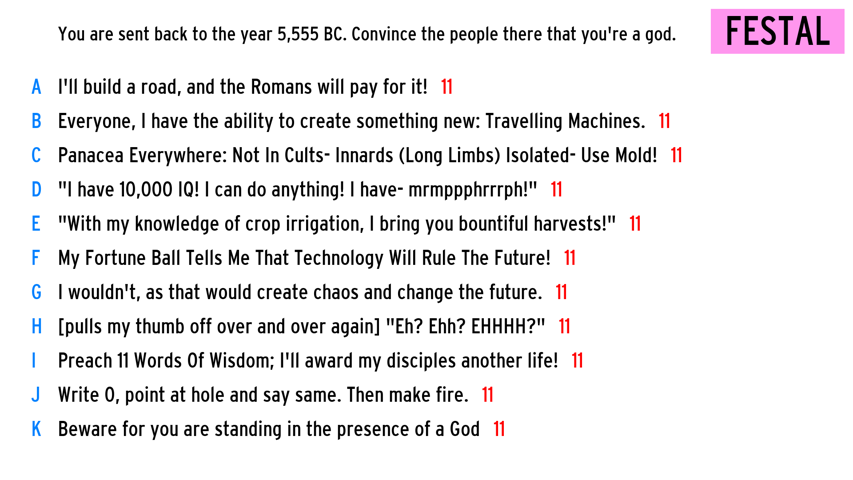 You are sent back to the year 5,555 BC. Convince the people there that you're a god.
FESTAL
A I'll build a road, and the Romans will pay for it! 11
B Everyone, I have the ability to create something new: Travelling Machines. 11
C Panacea Everywhere: Not In Cults- Innards (Long Limbs) Isolated- Use Mold! 11
D "I have 10,000 IQ! I can do anything! I have- mrmppphrrrph!" 11
E "With my knowledge of crop irrigation, I bring you bountiful harvests!" 11
F My Fortune Ball Tells Me That Technology Will Rule The Future! 11
G I wouldn't, as that would create chaos and change the future. 11
H [pulls my thumb off over and over again] "Eh? Ehh? EHHHH?" 11
I Preach 11 Words Of Wisdom; I'll award my disciples another life! 11
J Write 0, point at hole and say same. Then make fire. 11
K Beware for you are standing in the presence of a God 11